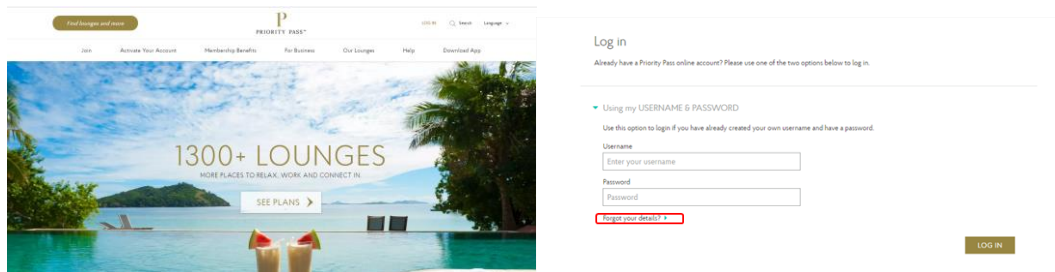 Find lounges and more
PRIORITY PASS™
LOG IN
Search
Language
Join
Activate Your Account
Membership Benefits
For Business
Our Lounges
Help
Download App
1300+ LOUNGES
MORE PLACES TO RELAX, WORK AND CONNECT IN.
SEE PLANS
Log in
Already have a Priority Pass online account? Please use one of the two options below to log in.
Using my USERNAME & PASSWORD
Use this option to login if you have already created your own username and have a password.
Username
Enter your username
Password
Password
Forgot your details?
LOG IN